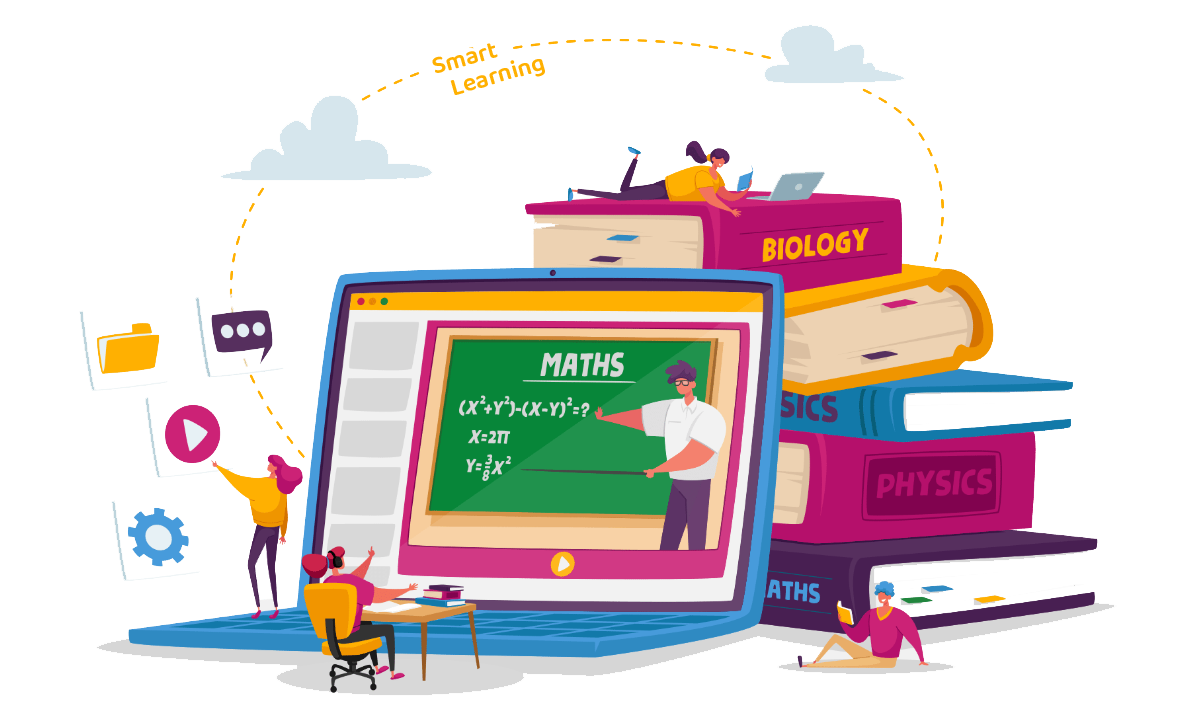 Smart
Learning
BIOLOGY
MATHS
(X²+Y²)-(X-Y)²=?
X=2π
Y=3/8X²
SICS
PHYSICS
ATHS